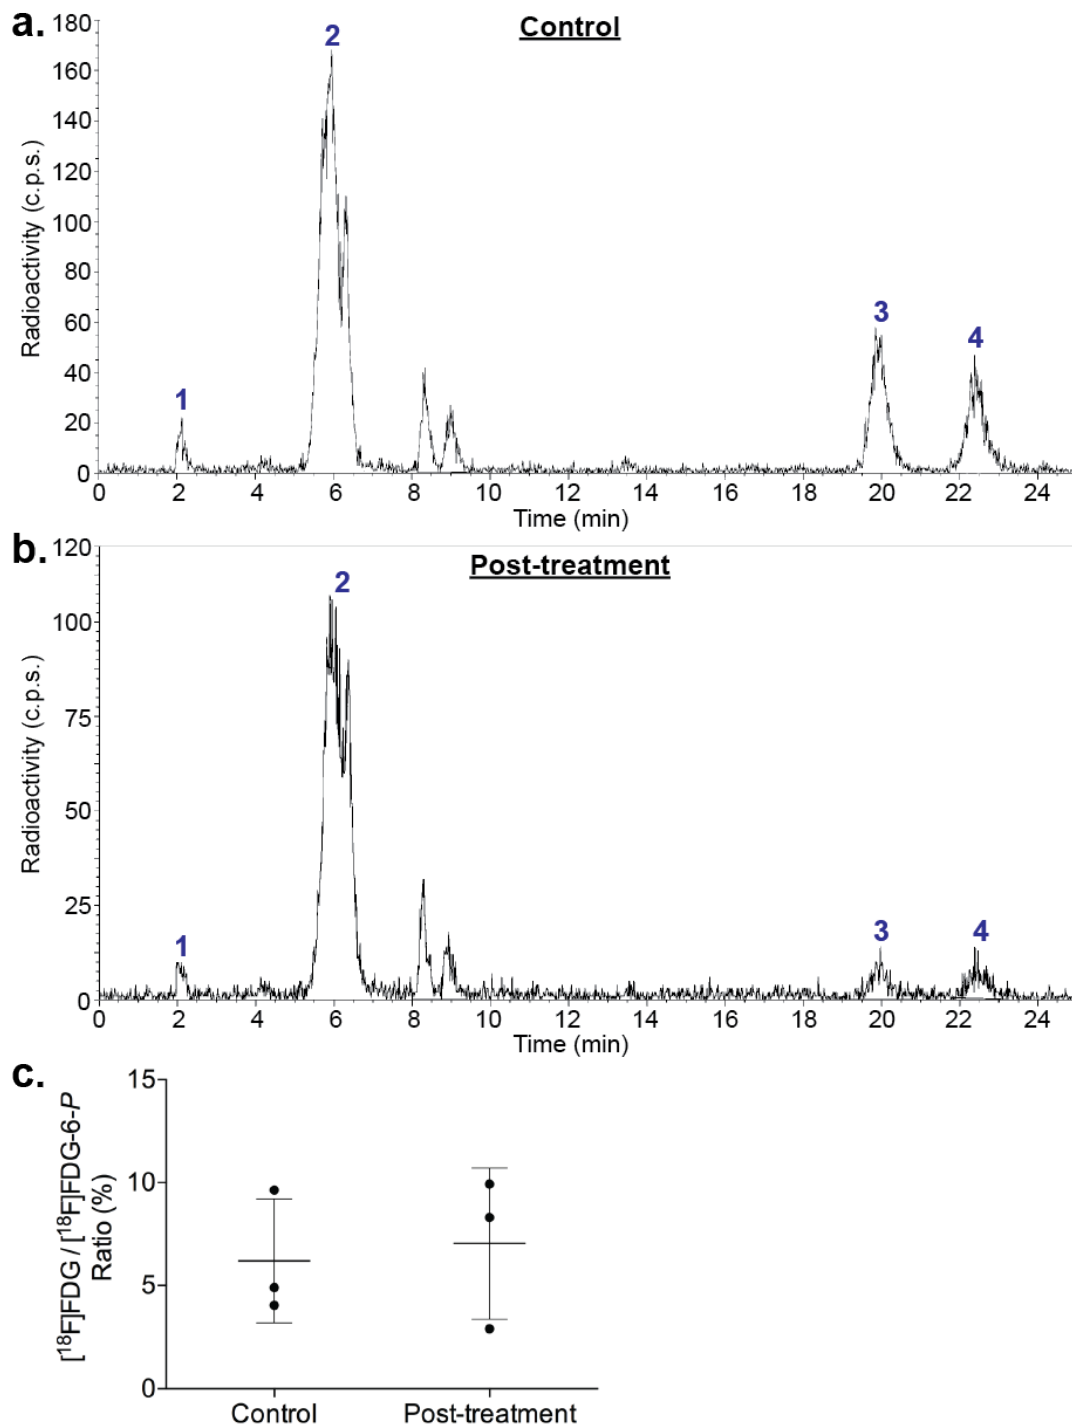 a.
Control
180
160
140
120
100
80
60
40
20
0
Radioactivity (c.p.s.)
1
2
3
4
0 2 4 6 8 10 12 14 16 18 20 22 24
Time (min)
b.
Post-treatment
120
100
75
50
25
0
Radioactivity (c.p.s.)
1
2
3
4
0 2 4 6 8 10 12 14 16 18 20 22 24
Time (min)
c.
[¹⁸F]FDG / [¹⁸F]FDG-6-P
Ratio (%)
15
10
5
0
Control Post-treatment